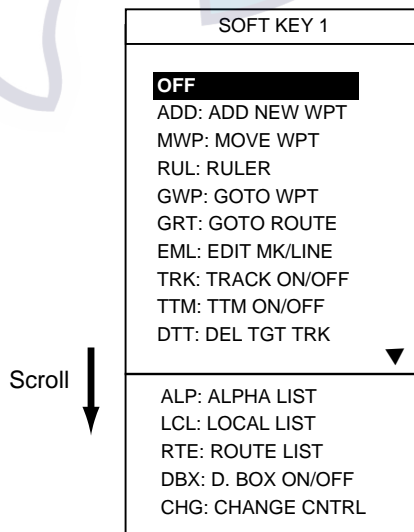 SOFT KEY 1
OFF
ADD: ADD NEW WPT
MWP: MOVE WPT
RUL: RULER
GWP: GOTO WPT
GRT: GOTO ROUTE
EML: EDIT MK/LINE
TRK: TRACK ON/OFF
TTM: TTM ON/OFF
DTT: DEL TGT TRK
Scroll
ALP: ALPHA LIST
LCL: LOCAL LIST
RTE: ROUTE LIST
DBX: D. BOX ON/OFF
CHG: CHANGE CNTRL